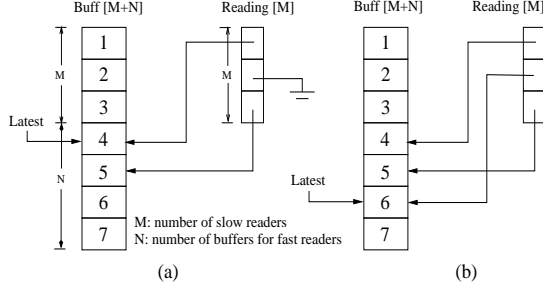 Buff [M+N]
Reading [M]
Buff [M+N]
Reading [M]
1
2
3
4
5
6
7
M
N
M
Latest
1
2
3
4
5
6
7
Latest
M: number of slow readers
N: number of buffers for fast readers
(a)
(b)